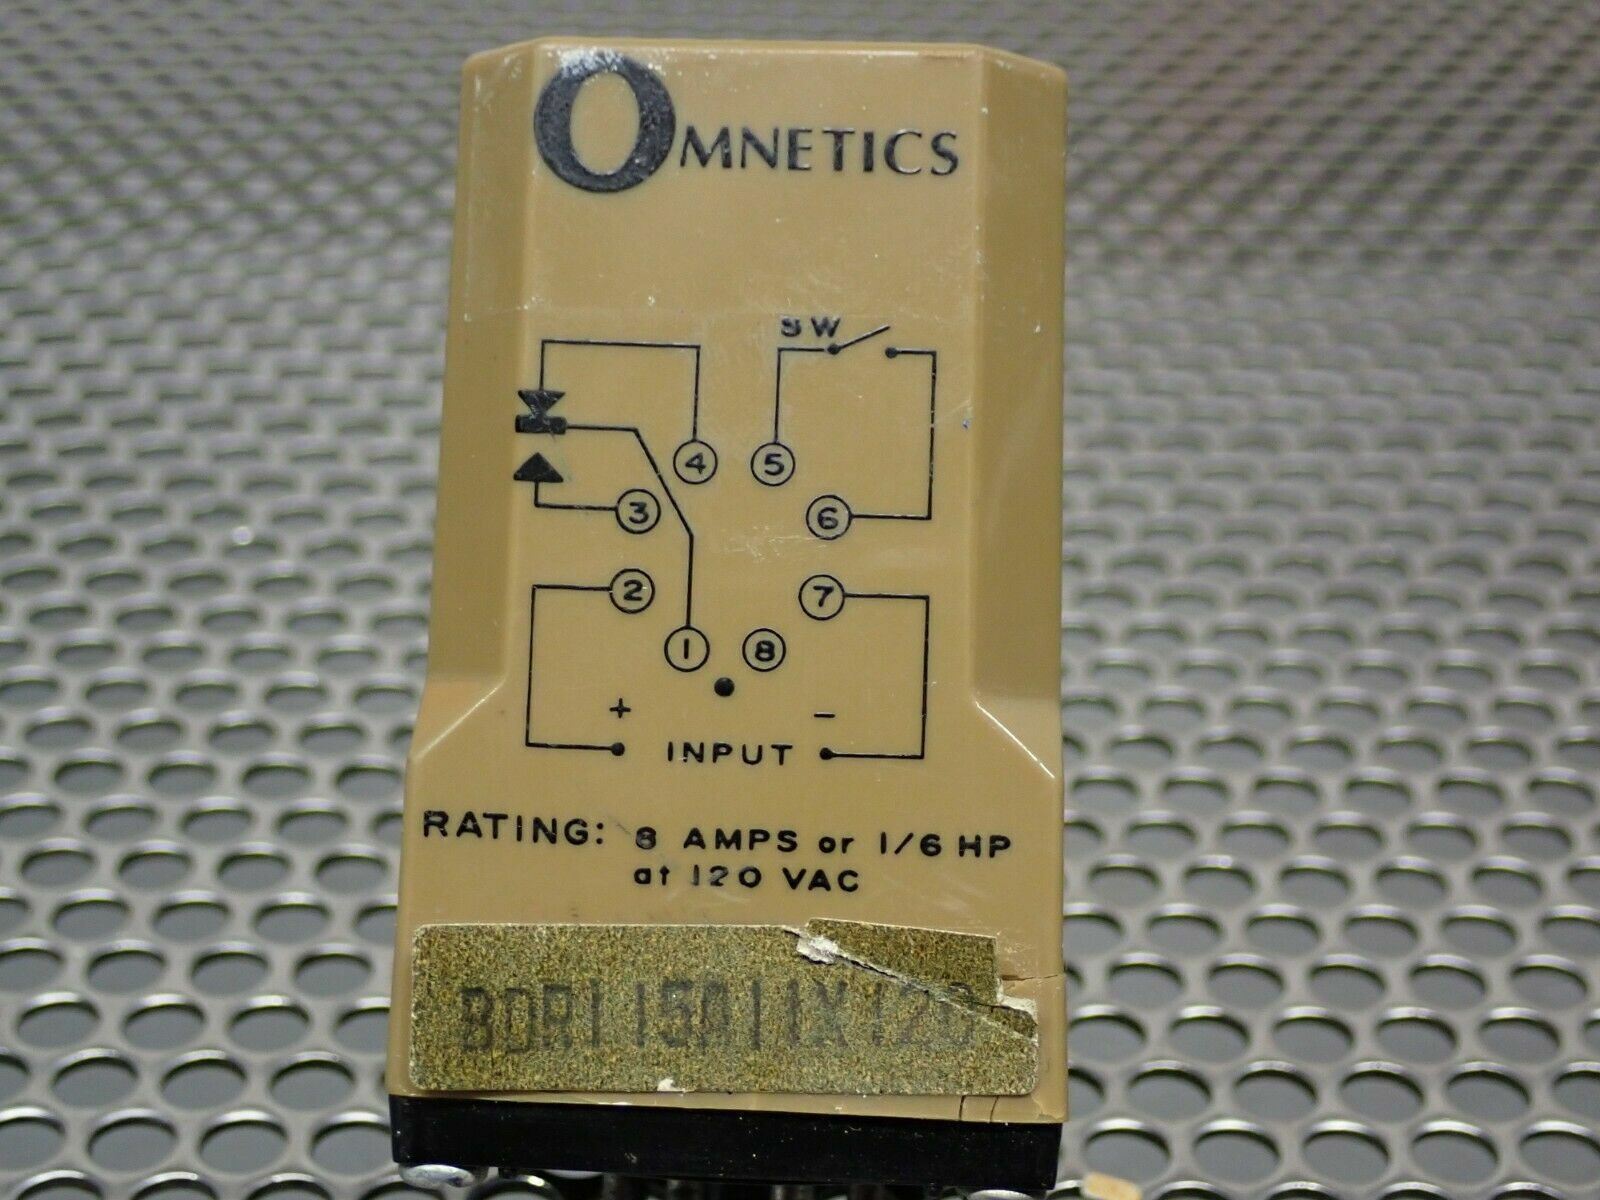 OMNETICS
SW
4 5
3 6
2 7
1 8
+ −
INPUT
RATING: 8 AMPS or 1/6 HP
at 120 VAC
BDR115A11X120